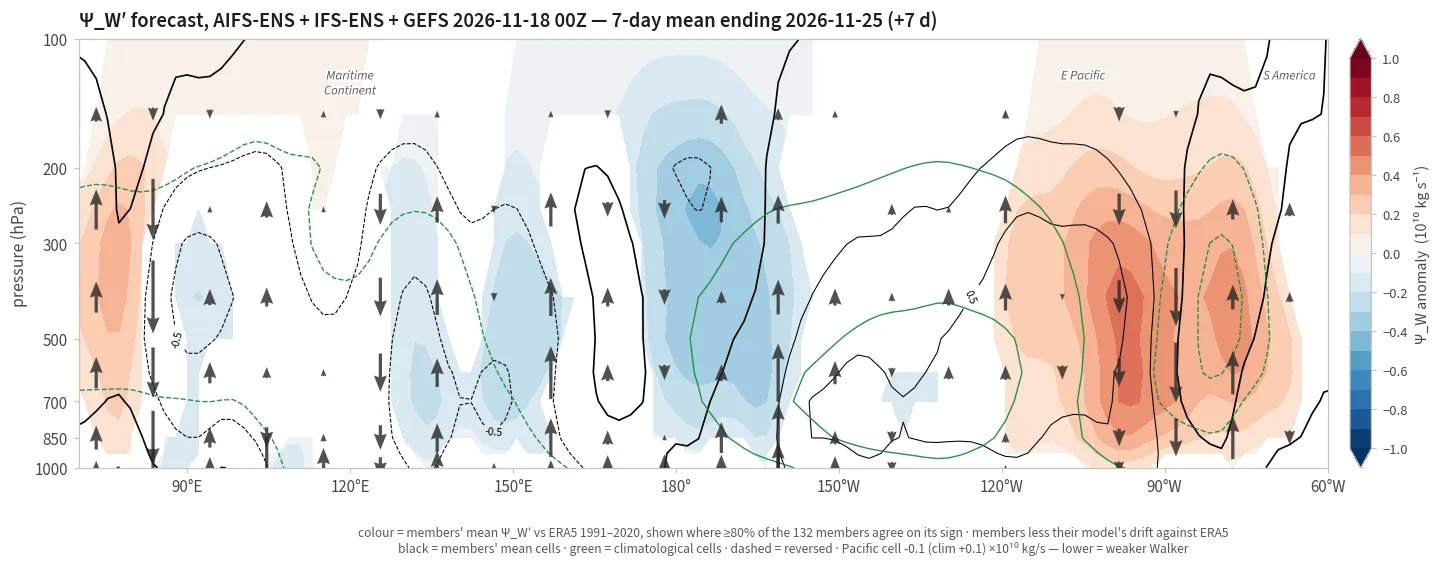 Ψ_W′ forecast, AIFS-ENS + IFS-ENS + GEFS 2026-11-18 00Z — 7-day mean ending 2026-11-25 (+7 d)
Maritime
Continent
E Pacific
S America
pressure (hPa)
100
200
300
400
500
700
850
1000
-0.5
-0.5
0.5
90°E
120°E
150°E
180°
150°W
120°W
90°W
60°W
1.0
0.8
0.6
0.4
0.2
0.0
−0.2
−0.4
−0.6
−0.8
−1.0
Ψ_W anomaly (10¹⁰ kg s⁻¹)
colour = members' mean Ψ_W′ vs ERA5 1991–2020, shown where ≥80% of the 132 members agree on its sign · members less their model's drift against ERA5
black = members' mean cells · green = climatological cells · dashed = reversed · Pacific cell -0.1 (clim +0.1) ×10¹⁰ kg/s — lower = weaker Walker